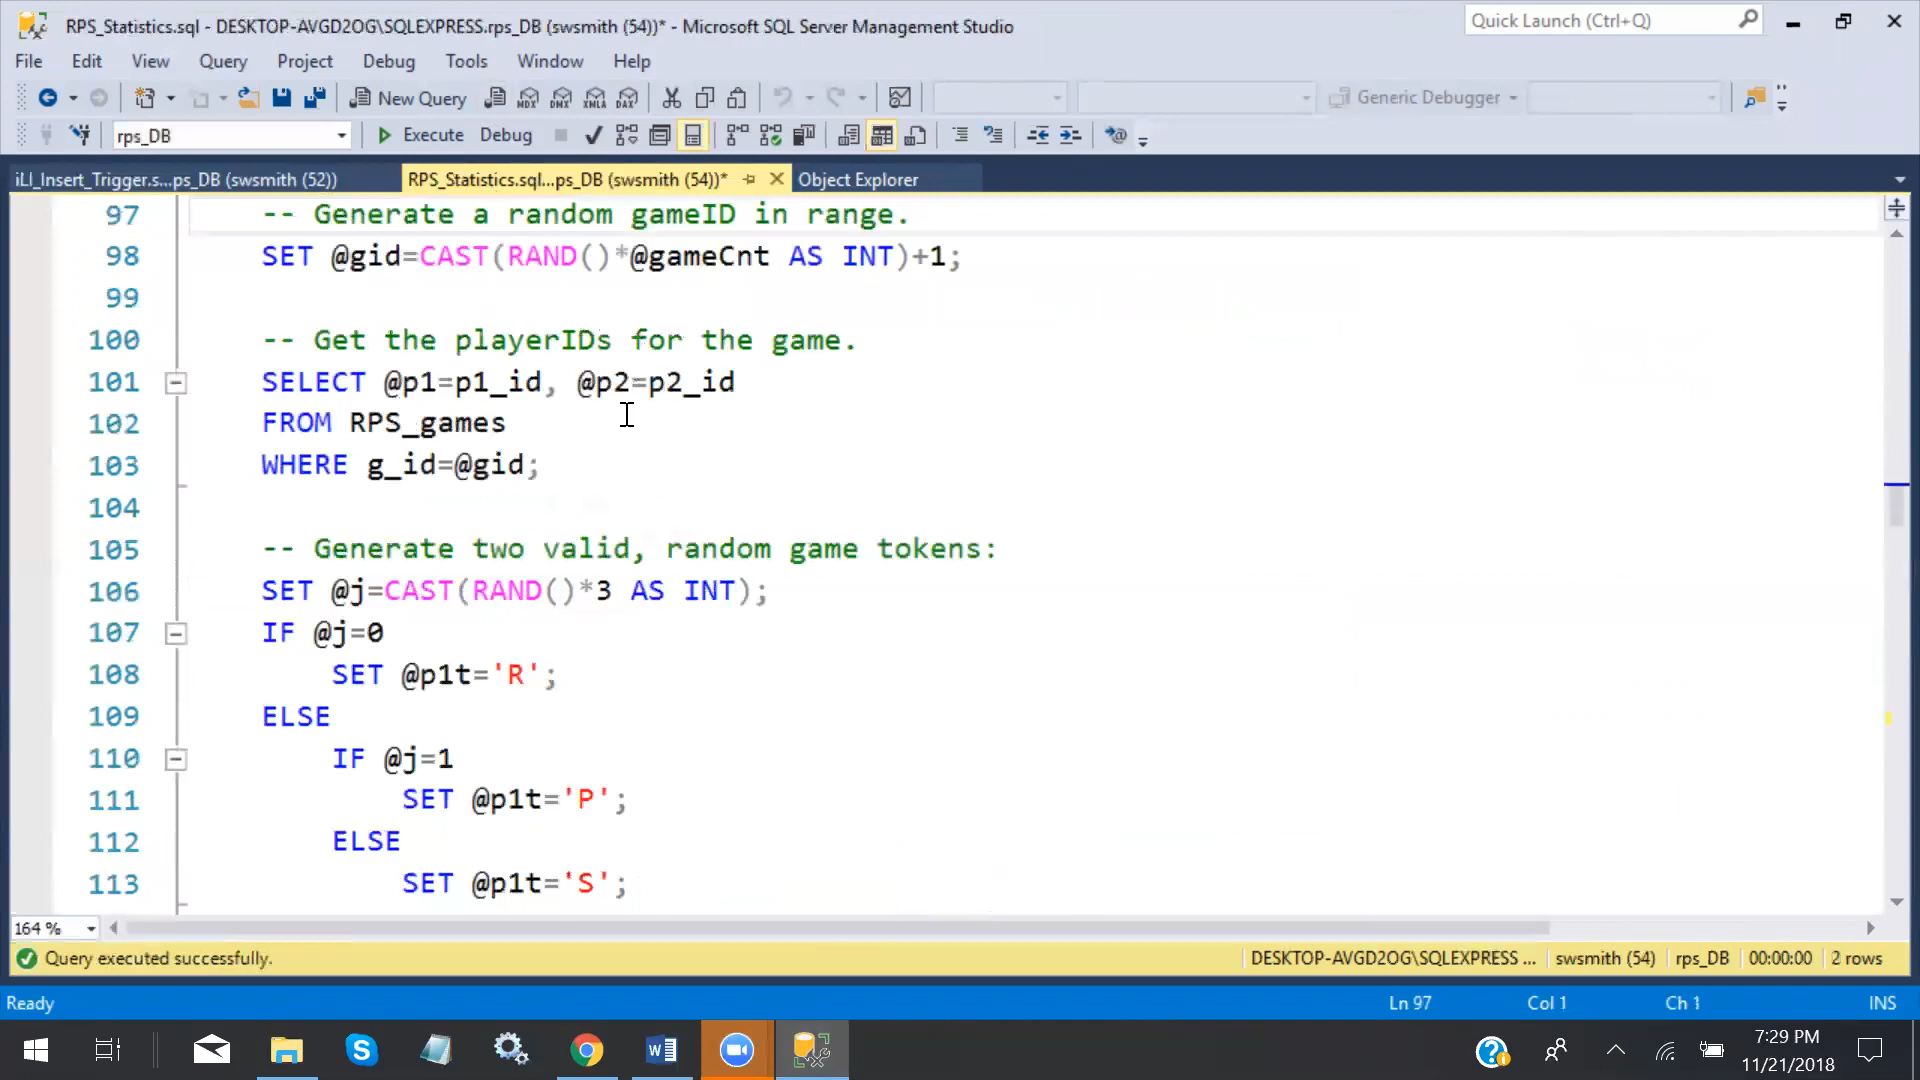 RPS_Statistics.sql - DESKTOP-AVGD2OG\SQLEXPRESS.rps_DB (swsmith (54))* - Microsoft SQL Server Management Studio
Quick Launch (Ctrl+Q)
File Edit View Query Project Debug Tools Window Help
New Query MDX DMX XMLA DAX Generic Debugger
rps_DB Execute Debug
iLI_Insert_Trigger.s...ps_DB (swsmith (52)) RPS_Statistics.sql...ps_DB (swsmith (54))* Object Explorer
97 -- Generate a random gameID in range.
98 SET @gid=CAST(RAND()*@gameCnt AS INT)+1;
99
100 -- Get the playerIDs for the game.
101 SELECT @p1=p1_id, @p2=p2_id
102 FROM RPS_games
103 WHERE g_id=@gid;
104
105 -- Generate two valid, random game tokens:
106 SET @j=CAST(RAND()*3 AS INT);
107 IF @j=0
108 SET @p1t='R';
109 ELSE
110 IF @j=1
111 SET @p1t='P';
112 ELSE
113 SET @p1t='S';
164 %
Query executed successfully. DESKTOP-AVGD2OG\SQLEXPRESS ... swsmith (54) rps_DB 00:00:00 2 rows
Ready Ln 97 Col 1 Ch 1 INS
7:29 PM
11/21/2018